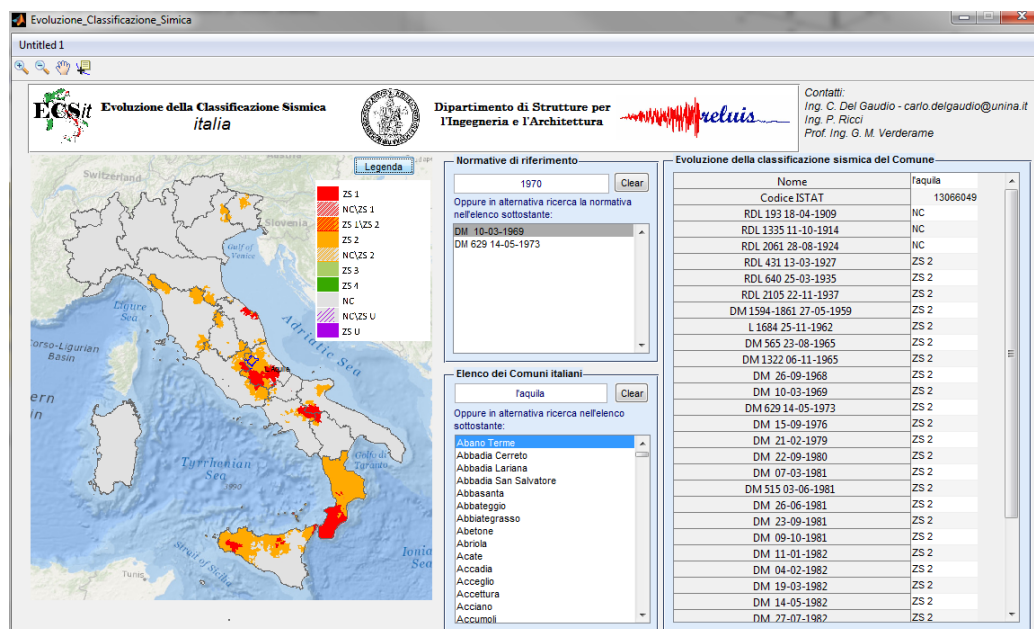 Evoluzione_Classificazione_Simica
Untitled 1
ECSit
Evoluzione della Classificazione Sismica
italia
Dipartimento di Strutture per
l'Ingegneria e l'Architettura
reluis
Contatti:
Ing. C. Del Gaudio - carlo.delgaudio@unina.it
Ing. P. Ricci
Prof. Ing. G. M. Verderame
Legenda
Switzerland
Slovenia
Gulf of
Venice
Ligure
Sea
Corso-Ligurian
Basin
Adriatic Sea
L'Aquila
Tyrrhenian
Sea
Golfo di
Taranto
Strait of Sicily
Ionia
Sea
Tunis
ZS 1
NC\ZS 1
ZS 1\ZS 2
ZS 2
NC\ZS 2
ZS 3
ZS 4
NC
NC\ZS U
ZS U
Normative di riferimento
1970
Clear
Oppure in alternativa ricerca la normativa
nell'elenco sottostante:
DM 10-03-1969
DM 629 14-05-1973
Elenco dei Comuni italiani
l'aquila
Clear
Oppure in alternativa ricerca nell'elenco
sottostante:
Abano Terme
Abbadia Cerreto
Abbadia Lariana
Abbadia San Salvatore
Abbasanta
Abbateggio
Abbiategrasso
Abetone
Abriola
Acate
Accadia
Acceglio
Accettura
Acciano
Accumoli
Evoluzione della classificazione sismica del Comune
Nome l'aquila
Codice ISTAT 13066049
RDL 193 18-04-1909 NC
RDL 1335 11-10-1914 NC
RDL 2061 28-08-1924 NC
RDL 431 13-03-1927 ZS 2
RDL 640 25-03-1935 ZS 2
RDL 2105 22-11-1937 ZS 2
DM 1594-1861 27-05-1959 ZS 2
L 1684 25-11-1962 ZS 2
DM 565 23-08-1965 ZS 2
DM 1322 06-11-1965 ZS 2
DM 26-09-1968 ZS 2
DM 10-03-1969 ZS 2
DM 629 14-05-1973 ZS 2
DM 15-09-1976 ZS 2
DM 21-02-1979 ZS 2
DM 22-09-1980 ZS 2
DM 07-03-1981 ZS 2
DM 515 03-06-1981 ZS 2
DM 26-06-1981 ZS 2
DM 23-09-1981 ZS 2
DM 09-10-1981 ZS 2
DM 11-01-1982 ZS 2
DM 04-02-1982 ZS 2
DM 19-03-1982 ZS 2
DM 14-05-1982 ZS 2
DM 27-07-1982 ZS 2